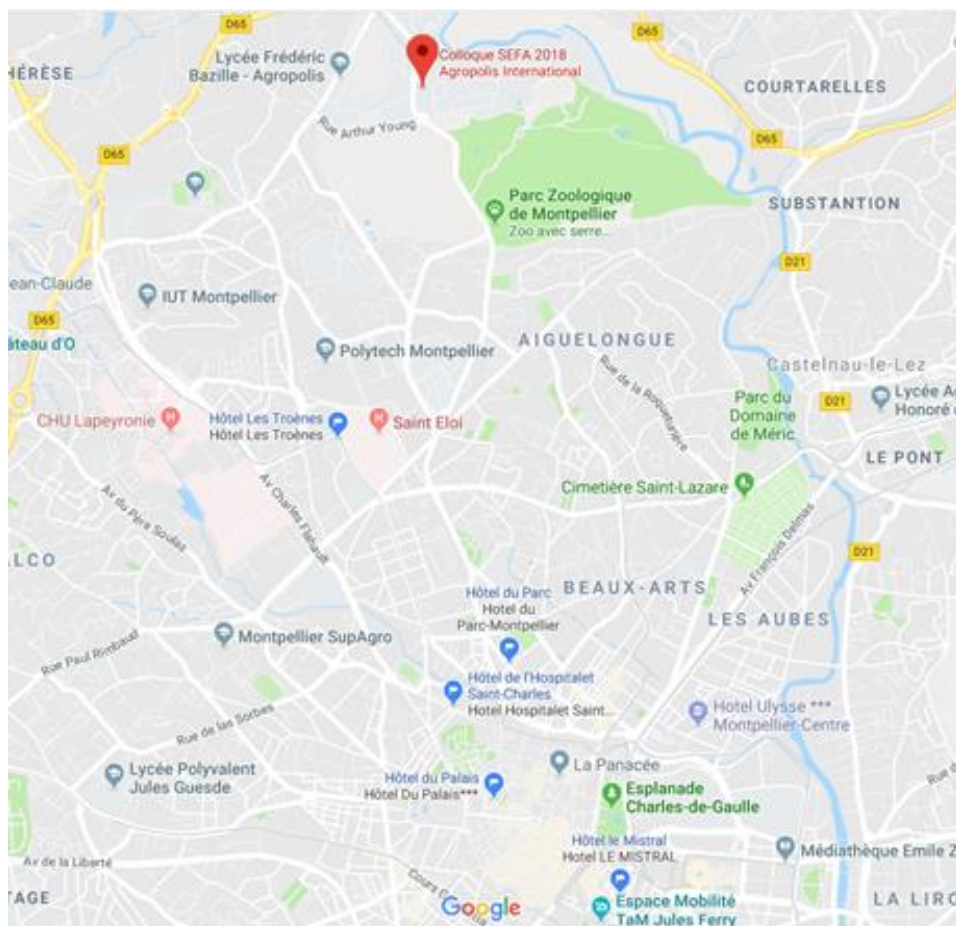 D65
Lycée Frédéric
Bazille - Agropolis
Colloque SEFA 2018
Agropolis International
D65
HÉRÈSE
COURTARELLES
Rue Arthur Young
D65
Parc Zoologique
de Montpellier
Zoo avec serre...
SUBSTANTION
D21
ean-Claude
IUT Montpellier
D65
âteau d'O
Polytech Montpellier
AIGUELONGUE
Rue de la Roqueturière
Castelnau-le-Lez
Parc du
Domaine
de Méric
D21
Lycée A
Honoré
CHU Lapeyronie
Hôtel Les Troènes
Hôtel Les Troènes
Saint Eloi
LE PONT
Cimetière Saint-Lazare
Av du Père Soulas
Av Charles Flahault
Av François Delmas
D21
ALCO
BEAUX-ARTS
LES AUBES
Hôtel du Parc
Hotel du
Parc-Montpellier
Montpellier SupAgro
Rue Paul Rimbaud
Hôtel de l'Hospitalet
Saint-Charles
Hotel Hospitalet Saint...
Hotel Ulysse ***
Montpellier-Centre
Rue de las Sorbes
Lycée Polyvalent
Jules Guesde
La Panacée
Rue d
Hôtel du Palais
Hôtel Du Palais***
Esplanade
Charles-de-Gaulle
Av de la Liberté
Hôtel le Mistral
Hotel LE MISTRAL
Médiathèque Emile Z
TAGE
Cours
Google
Espace Mobilité
TaM Jules Ferry
LA LIRO